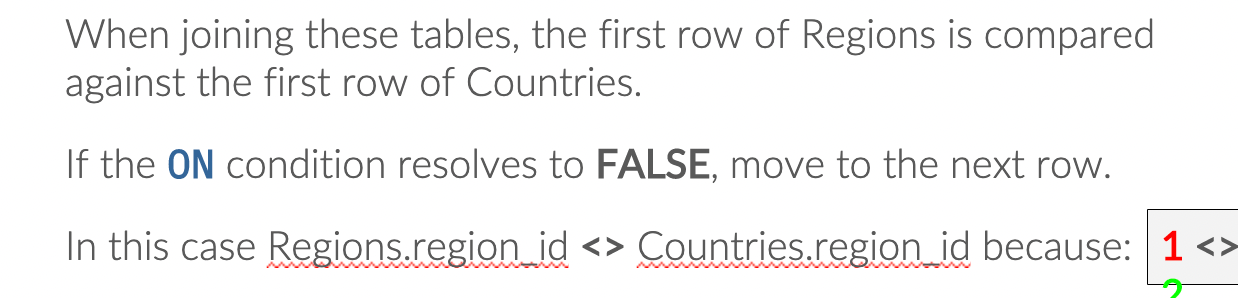 When joining these tables, the first row of Regions is compared
against the first row of Countries.
If the ON condition resolves to FALSE, move to the next row.
In this case Regions.region_id <> Countries.region_id because: 1 <>
2